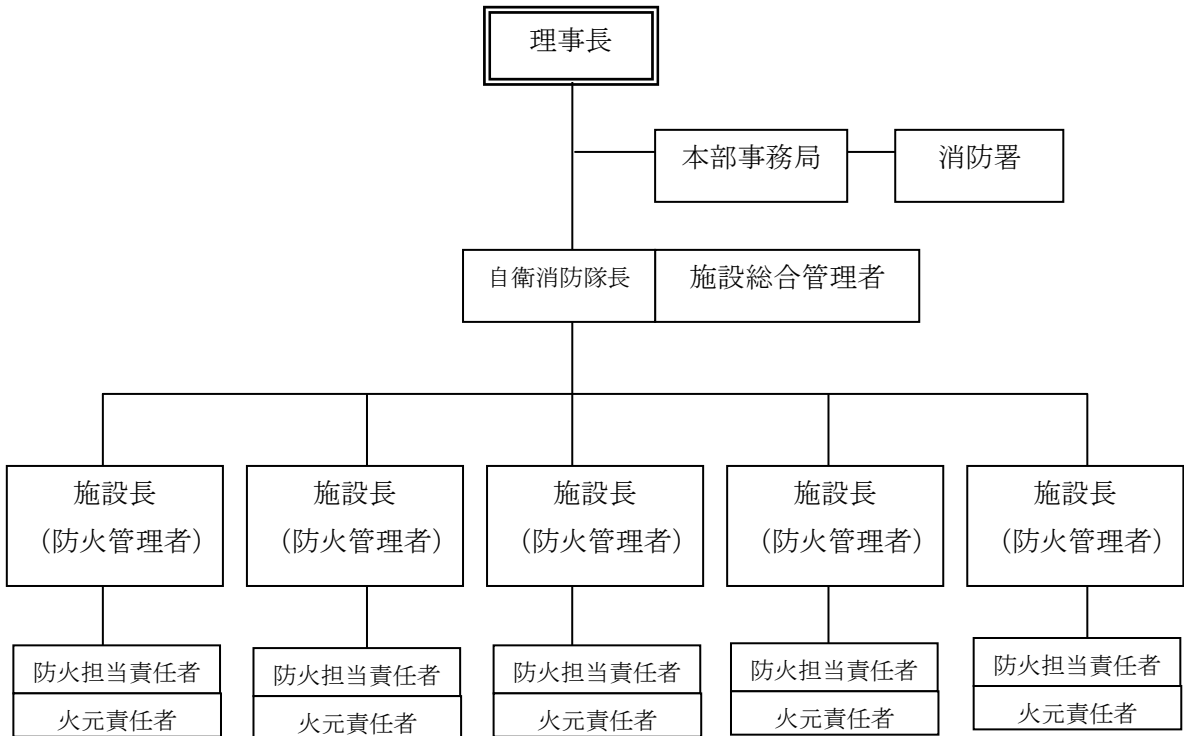 理事長
本部事務局
消防署
自衛消防隊長
施設総合管理者
施設長
（防火管理者）
施設長
（防火管理者）
施設長
（防火管理者）
施設長
（防火管理者）
施設長
（防火管理者）
防火担当責任者
火元責任者
防火担当責任者
火元責任者
防火担当責任者
火元責任者
防火担当責任者
火元責任者
防火担当責任者
火元責任者